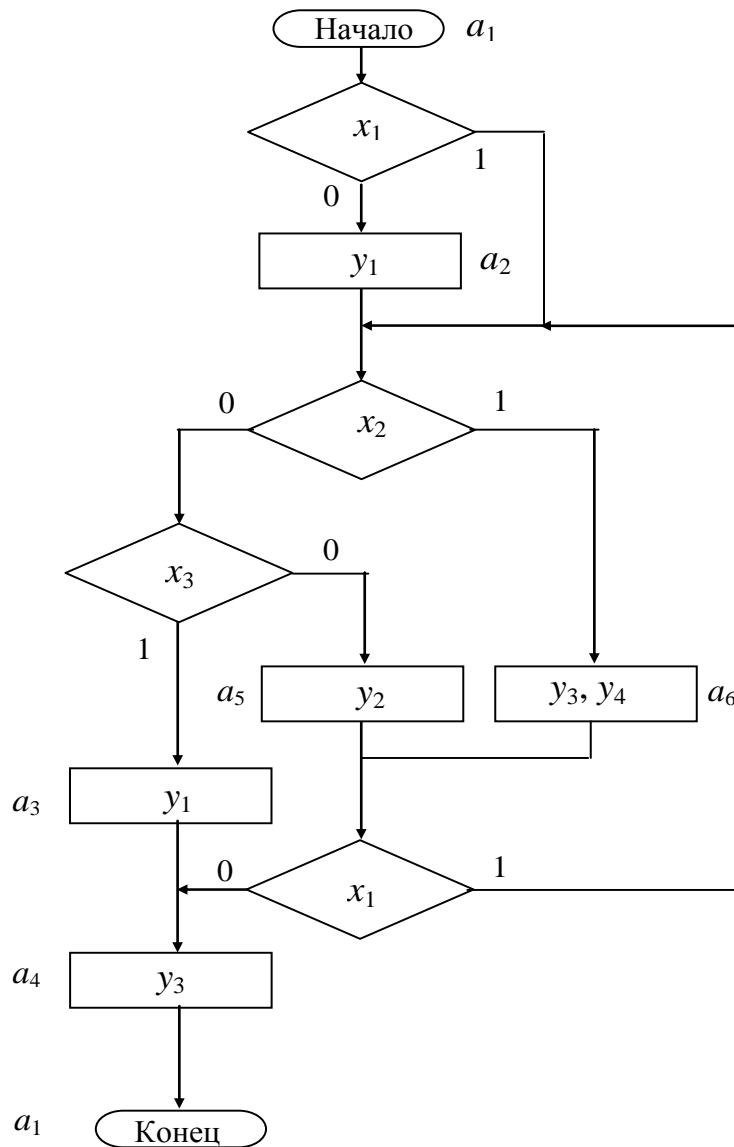 Начало a₁
x₁
1
0
y₁ a₂
0 1
x₂
0
x₃
1
a₅ y₂ y₃, y₄ a₆
a₃ y₁
0 1
x₁
a₄ y₃
a₁ Конец